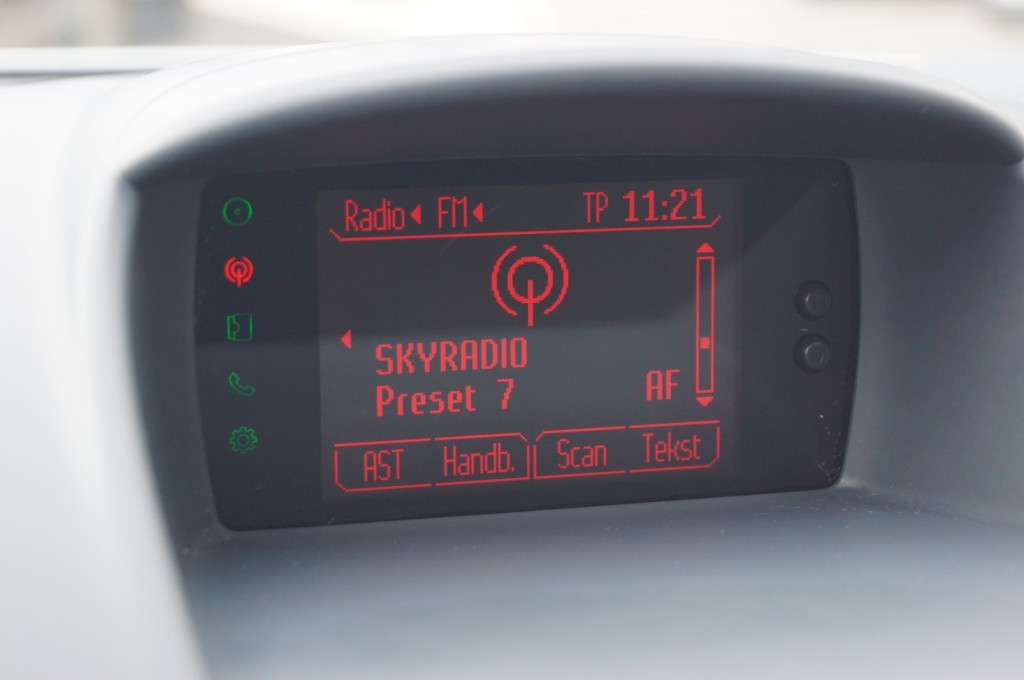 Radio FM TP 11:21
SKYRADIO
Preset 7 AF
AST Handb. Scan Tekst